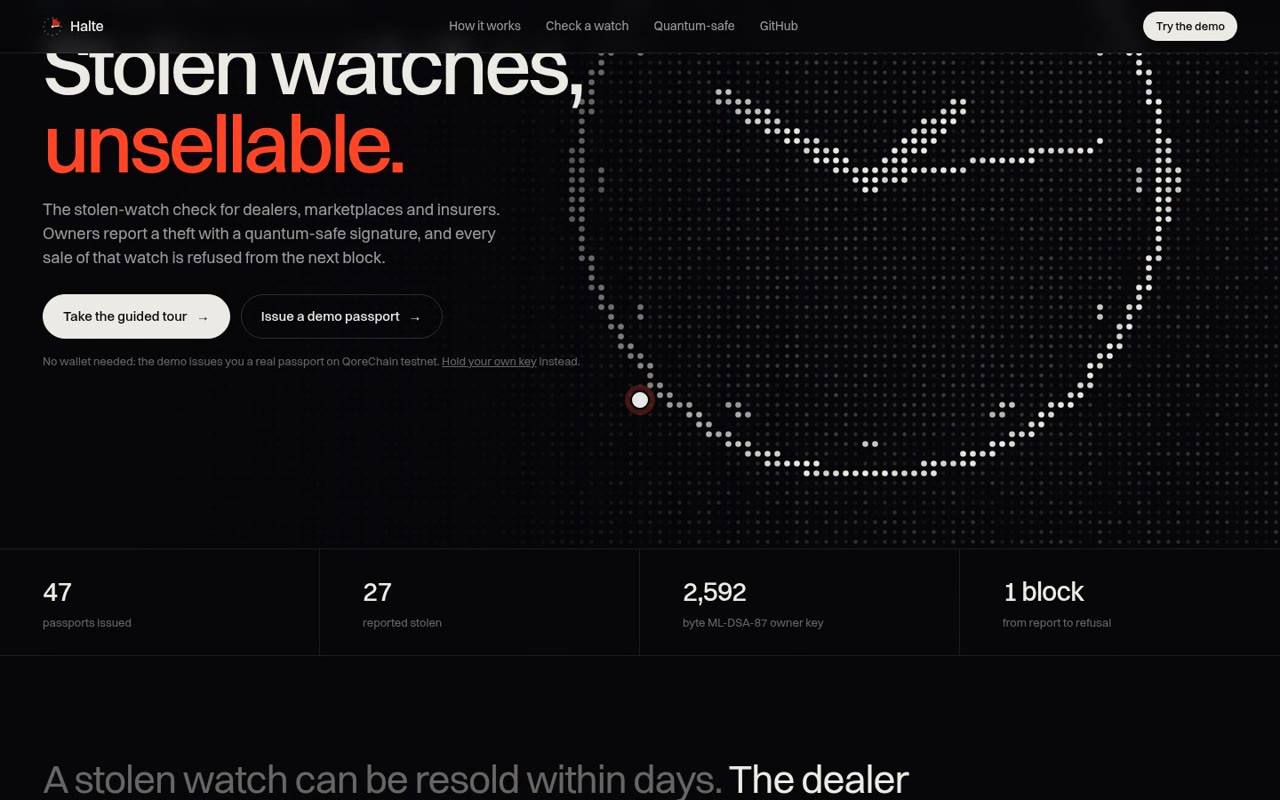 Halte
How it works
Check a watch
Quantum-safe
GitHub
Try the demo
Stolen watches,
unsellable.
The stolen-watch check for dealers, marketplaces and insurers.
Owners report a theft with a quantum-safe signature, and every
sale of that watch is refused from the next block.
Take the guided tour →
Issue a demo passport →
No wallet needed: the demo issues you a real passport on QoreChain testnet. Hold your own key instead.
47
passports issued
27
reported stolen
2,592
byte ML-DSA-87 owner key
1 block
from report to refusal
A stolen watch can be resold within days. The dealer